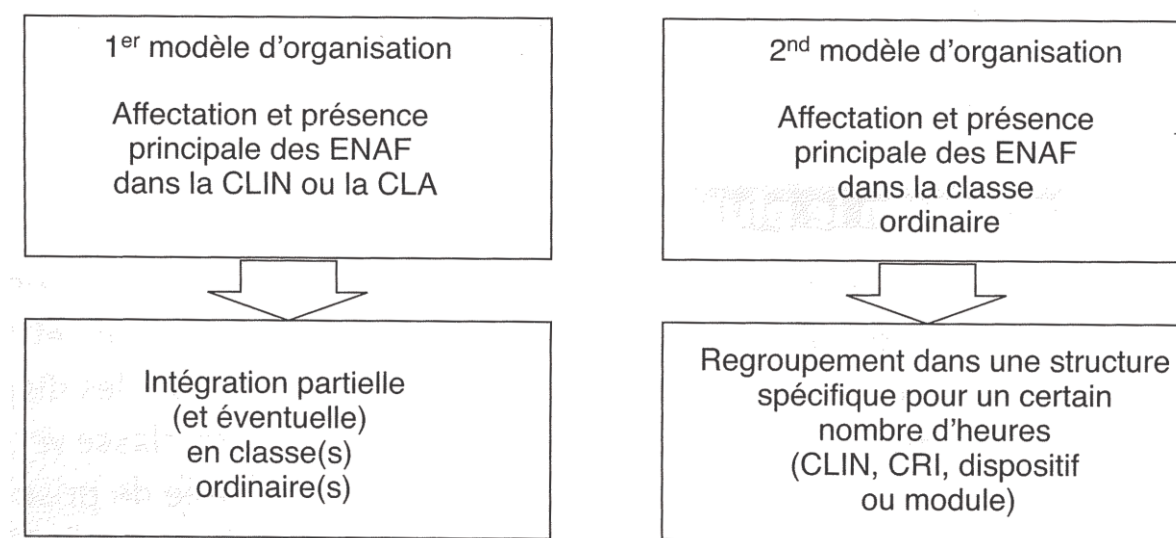 1er modèle d'organisation
Affectation et présence
principale des ENAF
dans la CLIN ou la CLA
Intégration partielle
(et éventuelle)
en classe(s)
ordinaire(s)
2nd modèle d'organisation
Affectation et présence
principale des ENAF
dans la classe
ordinaire
Regroupement dans une structure
spécifique pour un certain
nombre d'heures
(CLIN, CRI, dispositif
ou module)